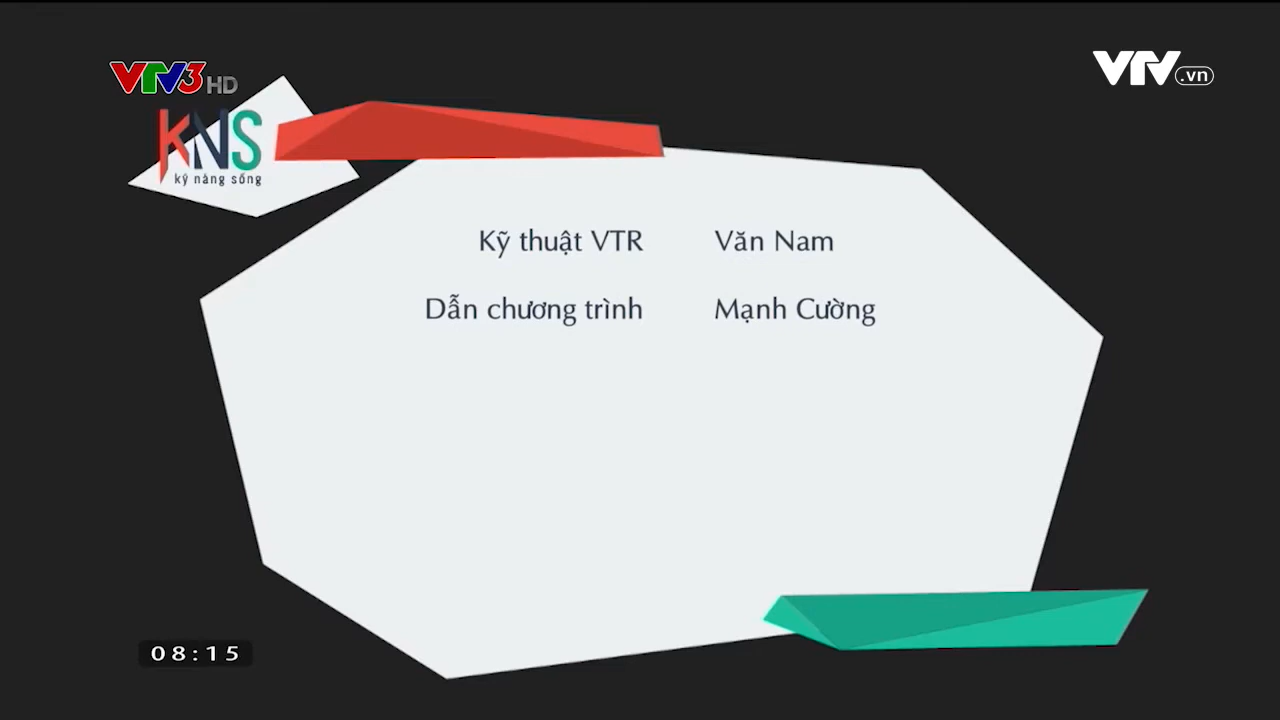 VTV3 HD
VTV.vn
KNS
kỹ năng sống
Kỹ thuật VTR Văn Nam
Dẫn chương trình Mạnh Cường
08:15